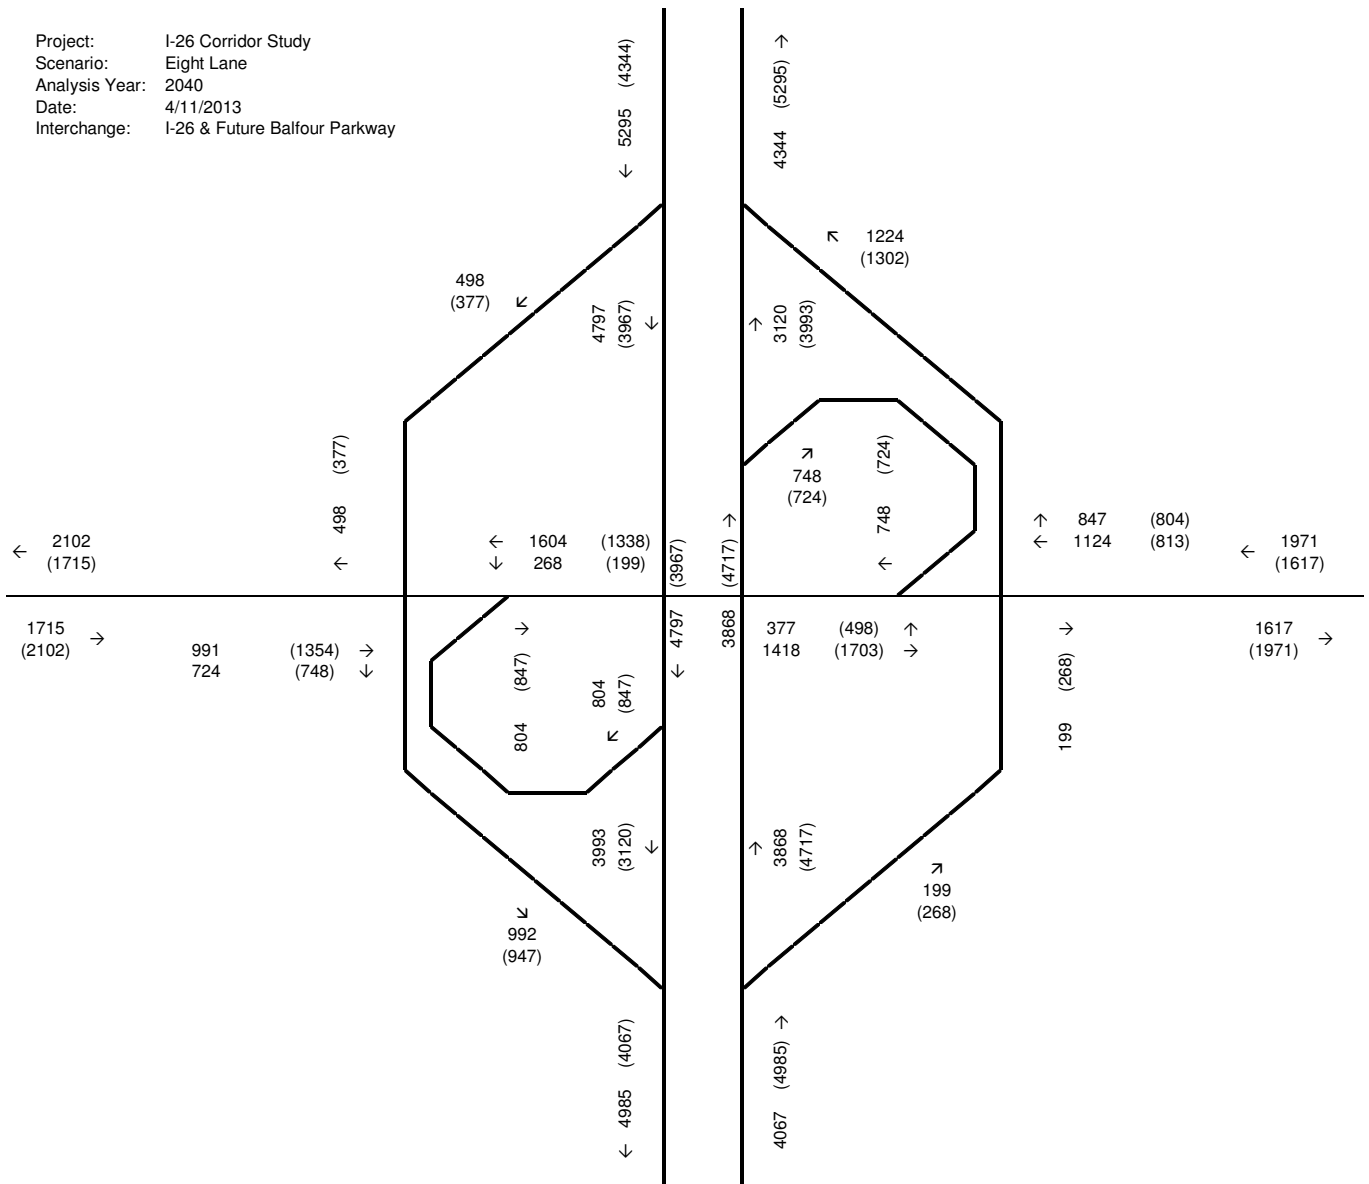 Project: I-26 Corridor Study
Scenario: Eight Lane
Analysis Year: 2040
Date: 4/11/2013
Interchange: I-26 & Future Balfour Parkway
← 5295 (4344)
4344 (5295) →
↖ 1224
(1302)
498
(377) ↙
4797
(3967) ↓
↑ 3120
(3993)
498 (377)
←
↗
748
(724)
748 (724)
←
← 2102
(1715)
← 1604 (1338)
↓ 268 (199)
(3967)
(4717) →
↑ 847 (804)
← 1124 (813)
← 1971
(1617)
1715
(2102) →
991 (1354) →
724 (748) ↓
→
804 (847)
804
(847)
↙
← 4797
3868
377 (498) ↑
1418 (1703) →
→
199 (268)
1617
(1971) →
3993
(3120) ↓
↑ 3868
(4717)
↗
199
(268)
↘
992
(947)
← 4985 (4067)
4067 (4985) →